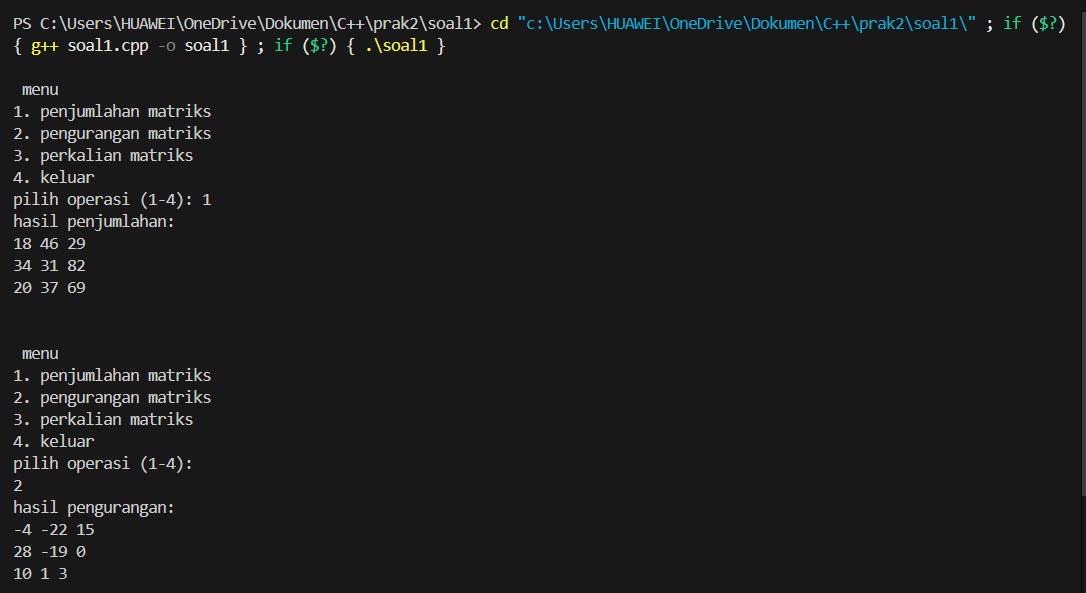 PS C:\Users\HUAWEI\OneDrive\Dokumen\C++\prak2\soal1> cd "c:\Users\HUAWEI\OneDrive\Dokumen\C++\prak2\soal1\" ; if ($?)
{ g++ soal1.cpp -o soal1 } ; if ($?) { .\soal1 }
menu
1. penjumlahan matriks
2. pengurangan matriks
3. perkalian matriks
4. keluar
pilih operasi (1-4): 1
hasil penjumlahan:
18 46 29
34 31 82
20 37 69
menu
1. penjumlahan matriks
2. pengurangan matriks
3. perkalian matriks
4. keluar
pilih operasi (1-4):
2
hasil pengurangan:
-4 -22 15
28 -19 0
10 1 3